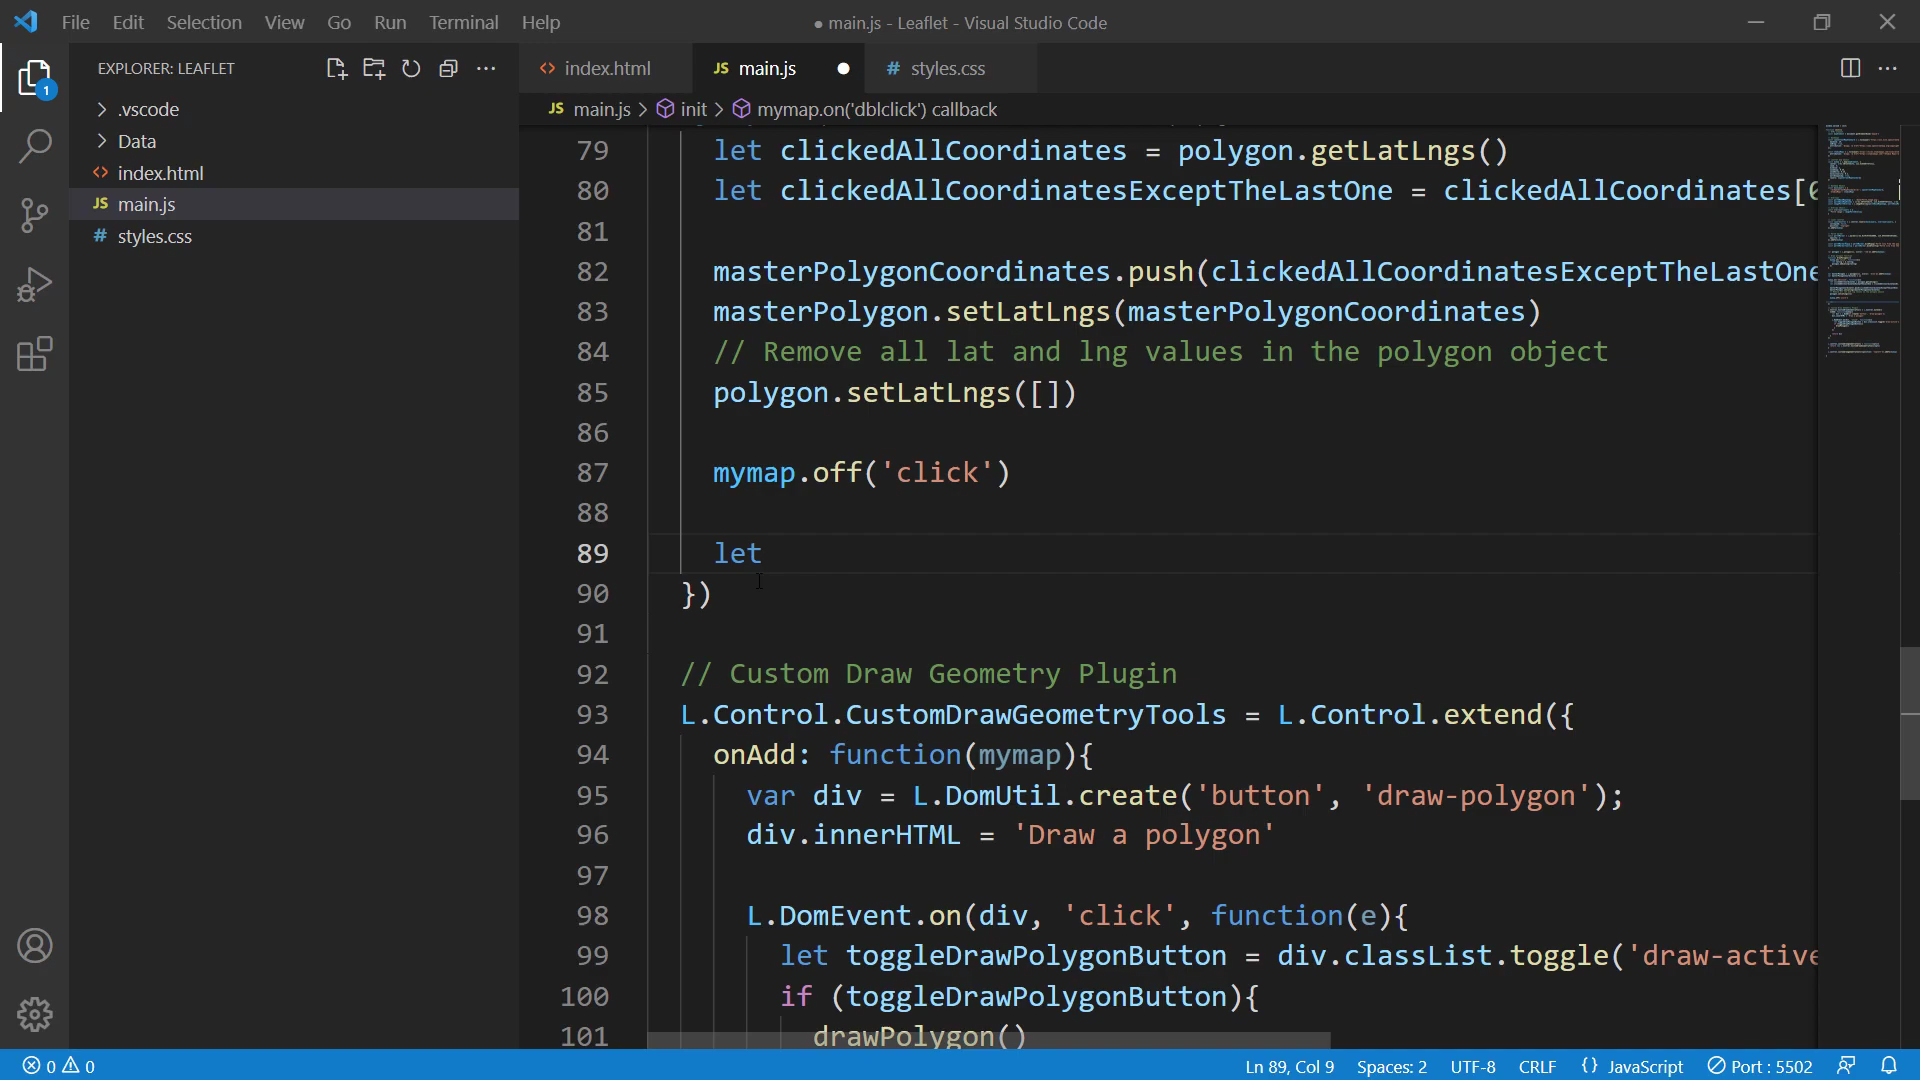 File Edit Selection View Go Run Terminal Help
● main.js - Leaflet - Visual Studio Code
EXPLORER: LEAFLET
1
.vscode
Data
<> index.html
JS main.js
# styles.css
<> index.html
JS main.js ●
# styles.css
JS main.js > init > mymap.on('dblclick') callback
79 let clickedAllCoordinates = polygon.getLatLngs()
80 let clickedAllCoordinatesExceptTheLastOne = clickedAllCoordinates[
81
82 masterPolygonCoordinates.push(clickedAllCoordinatesExceptTheLastOne
83 masterPolygon.setLatLngs(masterPolygonCoordinates)
84 // Remove all lat and lng values in the polygon object
85 polygon.setLatLngs([])
86
87 mymap.off('click')
88
89 let
90 })
91
92 // Custom Draw Geometry Plugin
93 L.Control.CustomDrawGeometryTools = L.Control.extend({
94 onAdd: function(mymap){
95 var div = L.DomUtil.create('button', 'draw-polygon');
96 div.innerHTML = 'Draw a polygon'
97
98 L.DomEvent.on(div, 'click', function(e){
99 let toggleDrawPolygonButton = div.classList.toggle('draw-active
100 if (toggleDrawPolygonButton){
101 drawPolygon()
0 0
Ln 89, Col 9
Spaces: 2
UTF-8
CRLF
{} JavaScript
Port : 5502